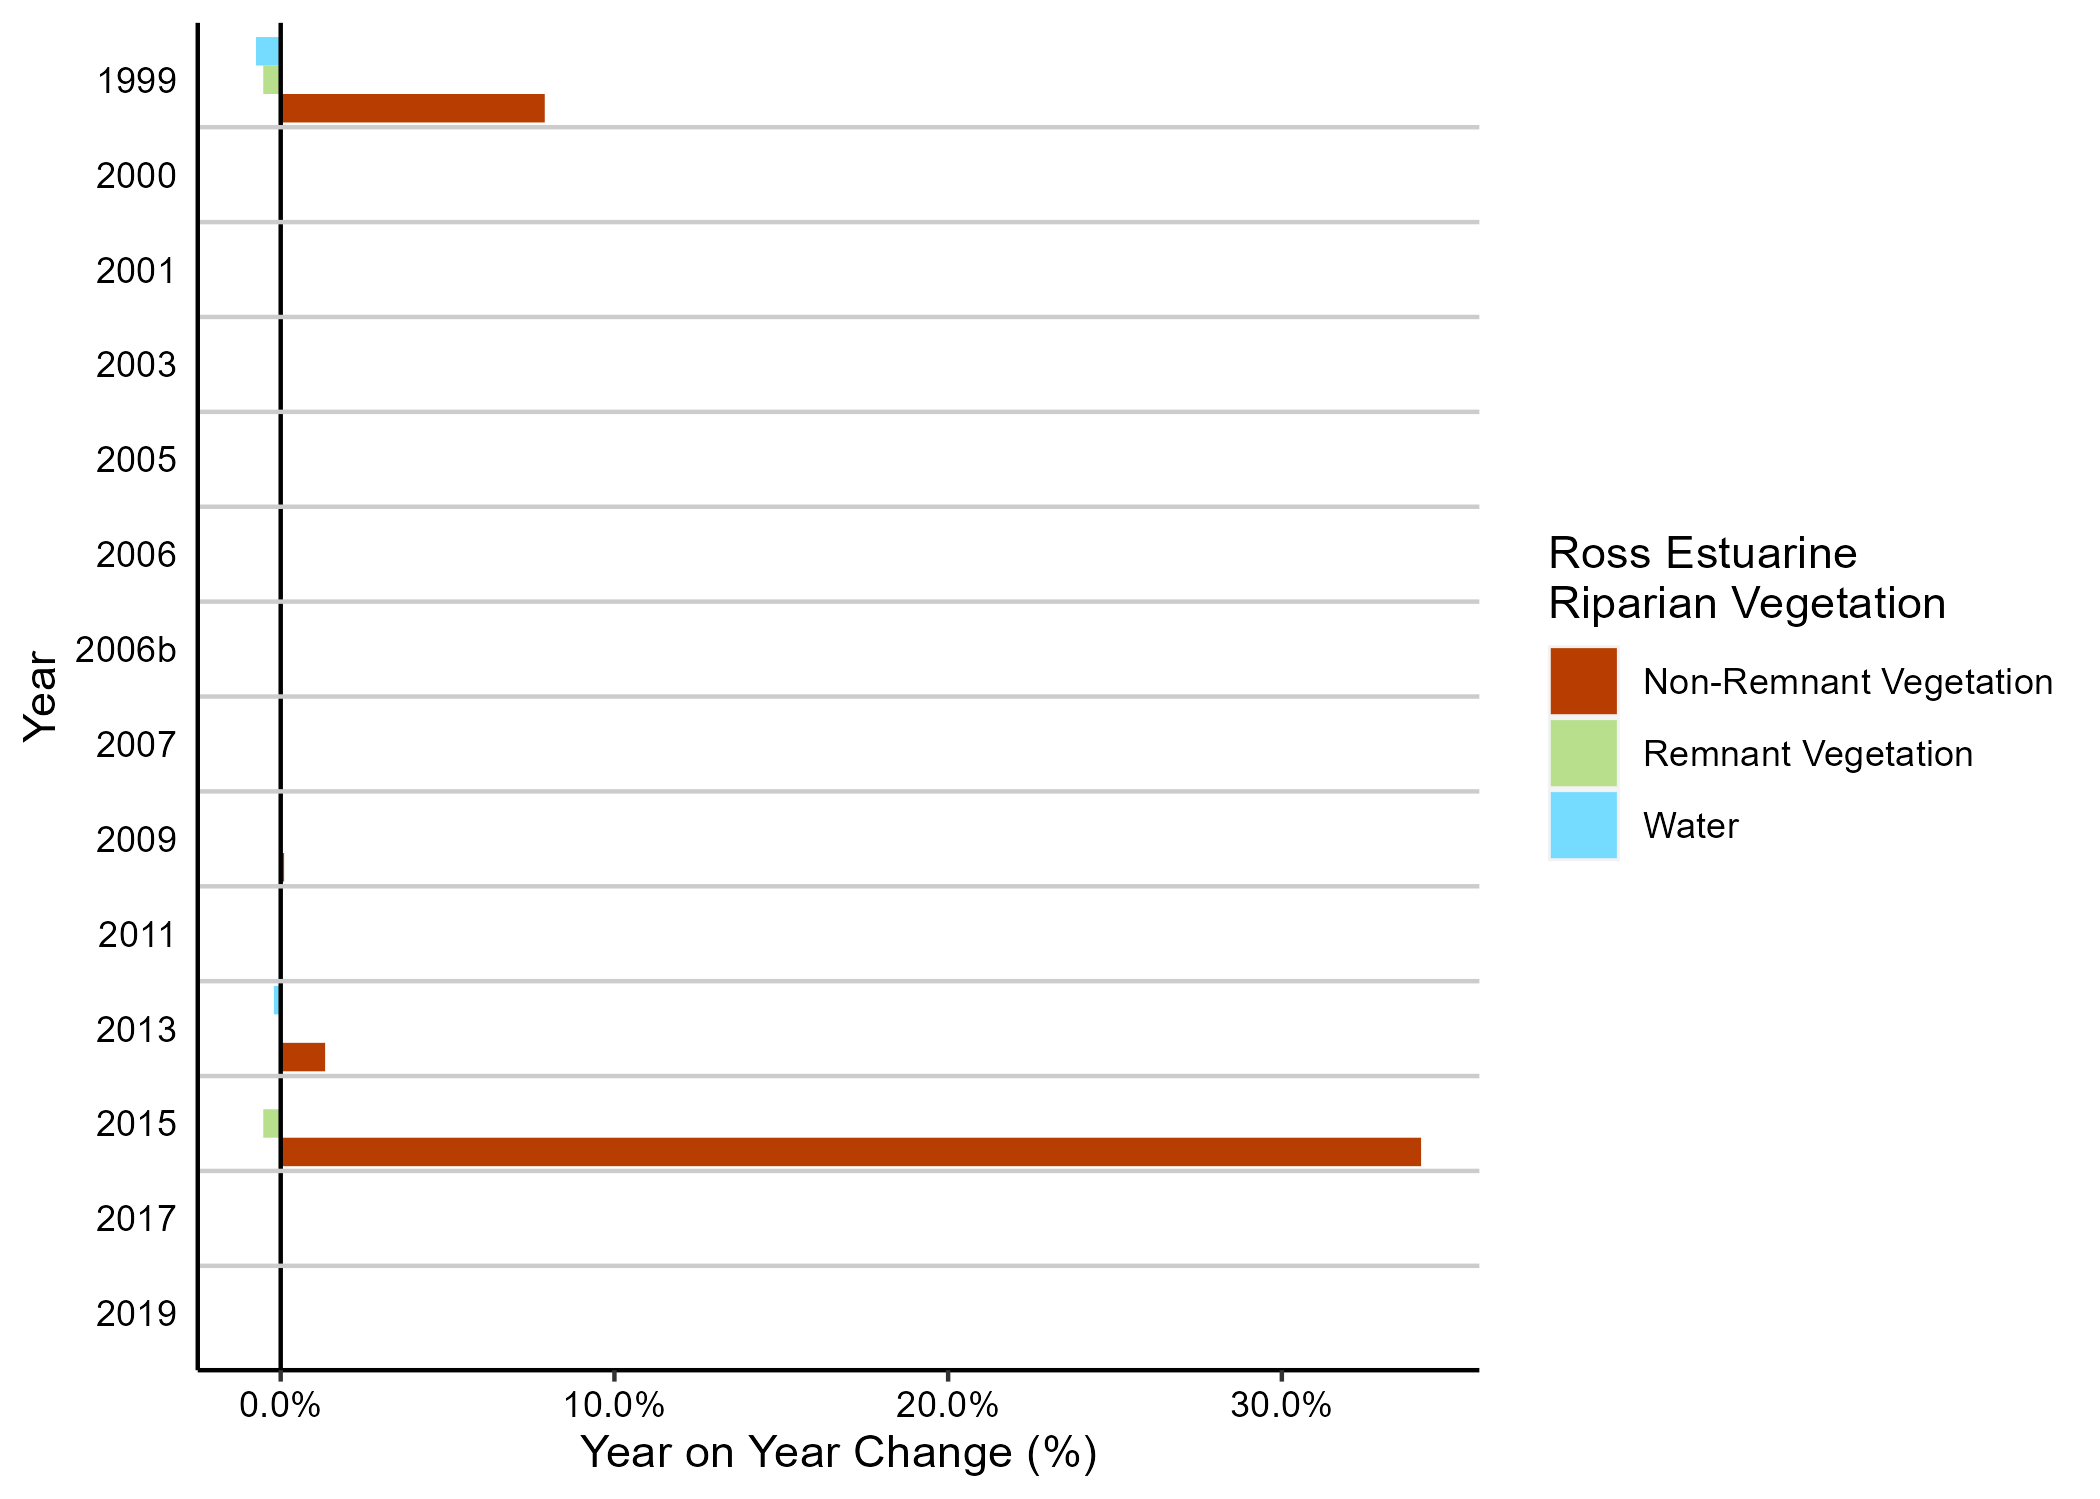 1999
2000
2001
2003
2005
2006
2006b
2007
2009
2011
2013
2015
2017
2019
Year
0.0%
10.0%
20.0%
30.0%
Year on Year Change (%)
Ross Estuarine
Riparian Vegetation
Non-Remnant Vegetation
Remnant Vegetation
Water